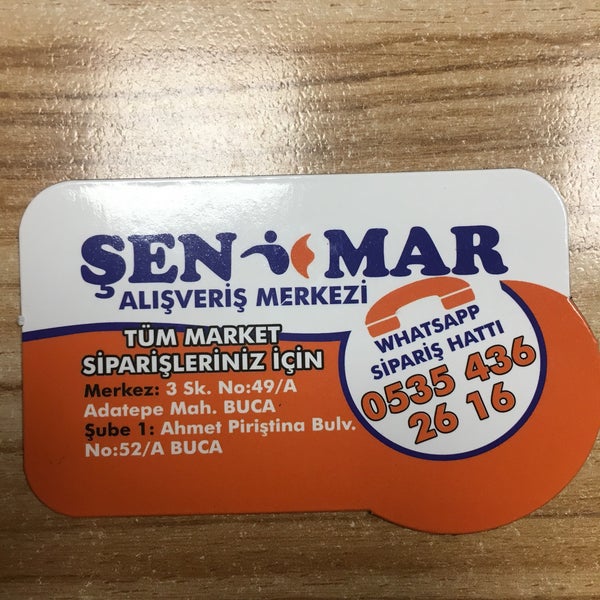 ŞEN MAR
ALIŞVERİŞ MERKEZİ
TÜM MARKET
SİPARİŞLERİNİZ İÇİN
Merkez: 3 Sk. No:49/A
Adatepe Mah. BUCA
Şube 1: Ahmet Piriştina Bulv.
No:52/A BUCA
WHATSAPP
SİPARİŞ HATTI
0535 436
26 16